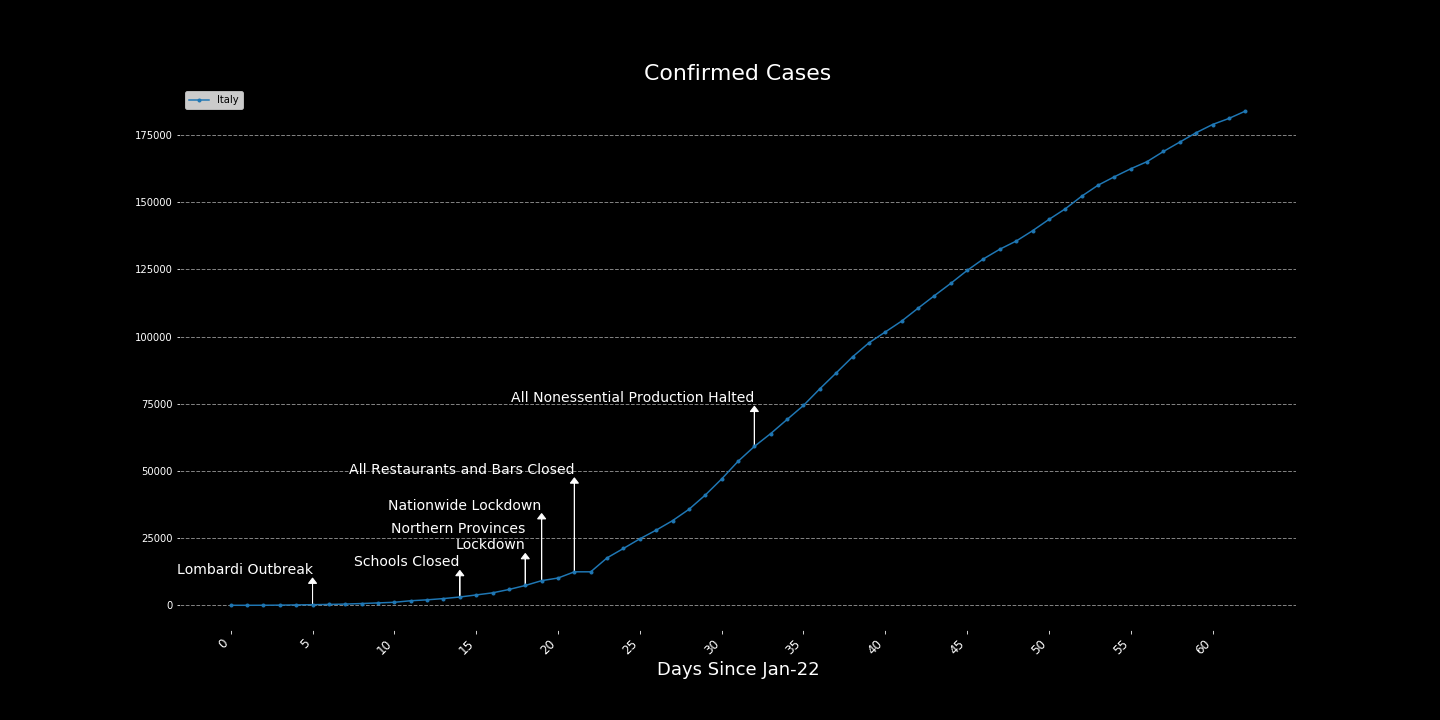 Confirmed Cases
Italy
175000
150000
125000
100000
75000
50000
25000
0
All Nonessential Production Halted
All Restaurants and Bars Closed
Nationwide Lockdown
Northern Provinces
Lockdown
Schools Closed
Lombardi Outbreak
0 5 10 15 20 25 30 35 40 45 50 55 60
Days Since Jan-22